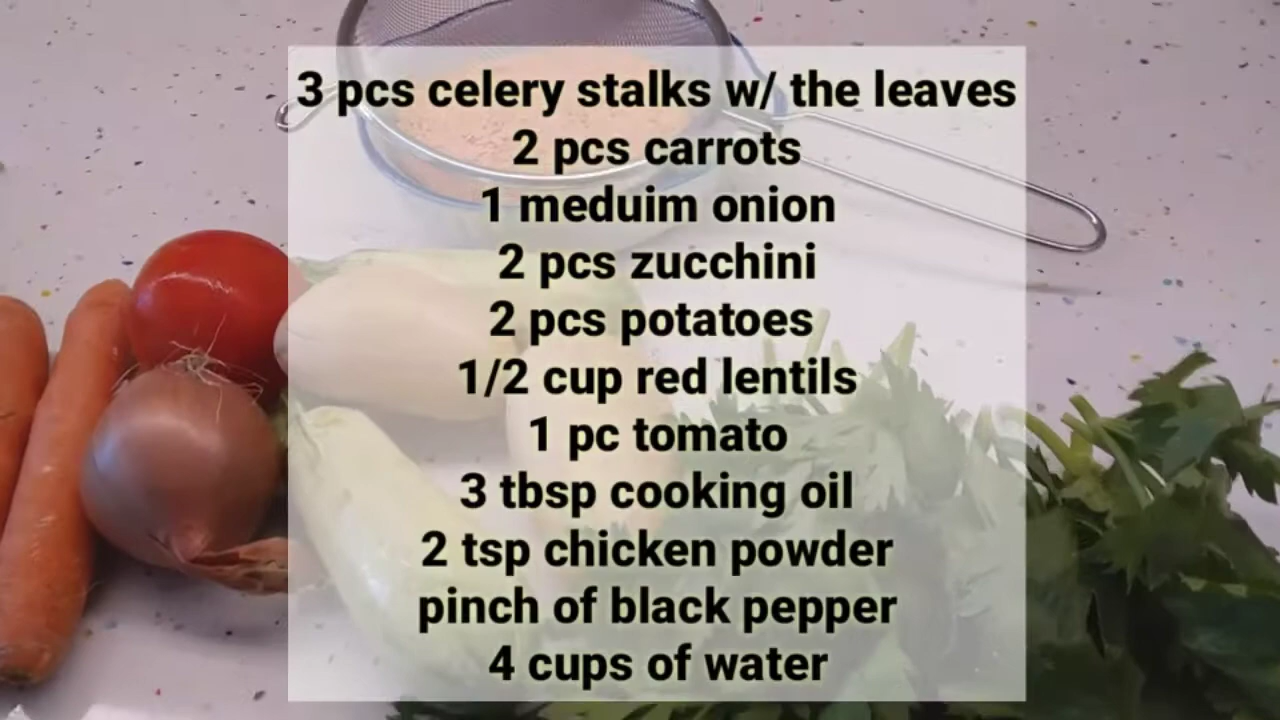 3 pcs celery stalks w/ the leaves
2 pcs carrots
1 meduim onion
2 pcs zucchini
2 pcs potatoes
1/2 cup red lentils
1 pc tomato
3 tbsp cooking oil
2 tsp chicken powder
pinch of black pepper
4 cups of water